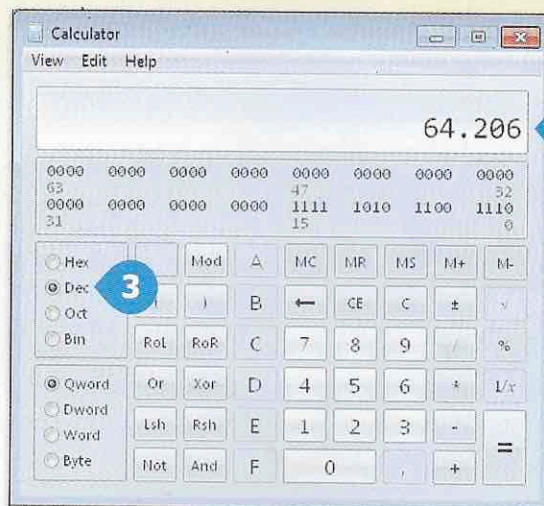 Calculator
View Edit Help
64.206
0000 0000 0000 0000 0000 0000 0000 0000
63 47 32
0000 0000 0000 0000 1111 1010 1100 1110
31 15 0
Hex Mod A MC MR MS M+ M-
Dec 3 ( ) B ← CE C ± √
Oct
Bin RoL RoR C 7 8 9 / %
Qword Or Xor D 4 5 6 * 1/x
Dword Lsh Rsh E 1 2 3 - =
Word
Byte Not And F 0 , +